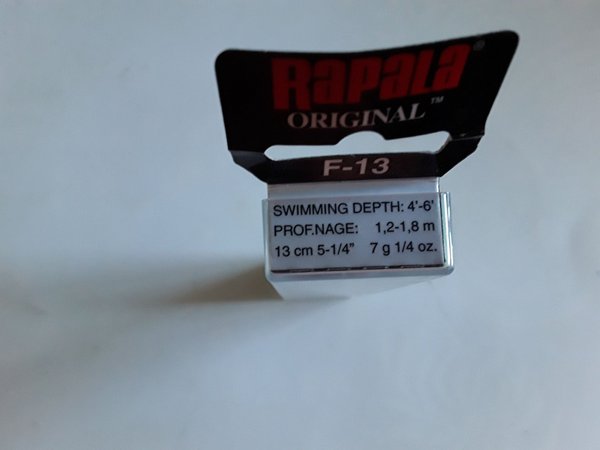 RapaLa®
ORIGINAL™
F-13
SWIMMING DEPTH: 4'-6'
PROF.NAGE: 1,2-1,8 m
13 cm 5-1/4" 7 g 1/4 oz.